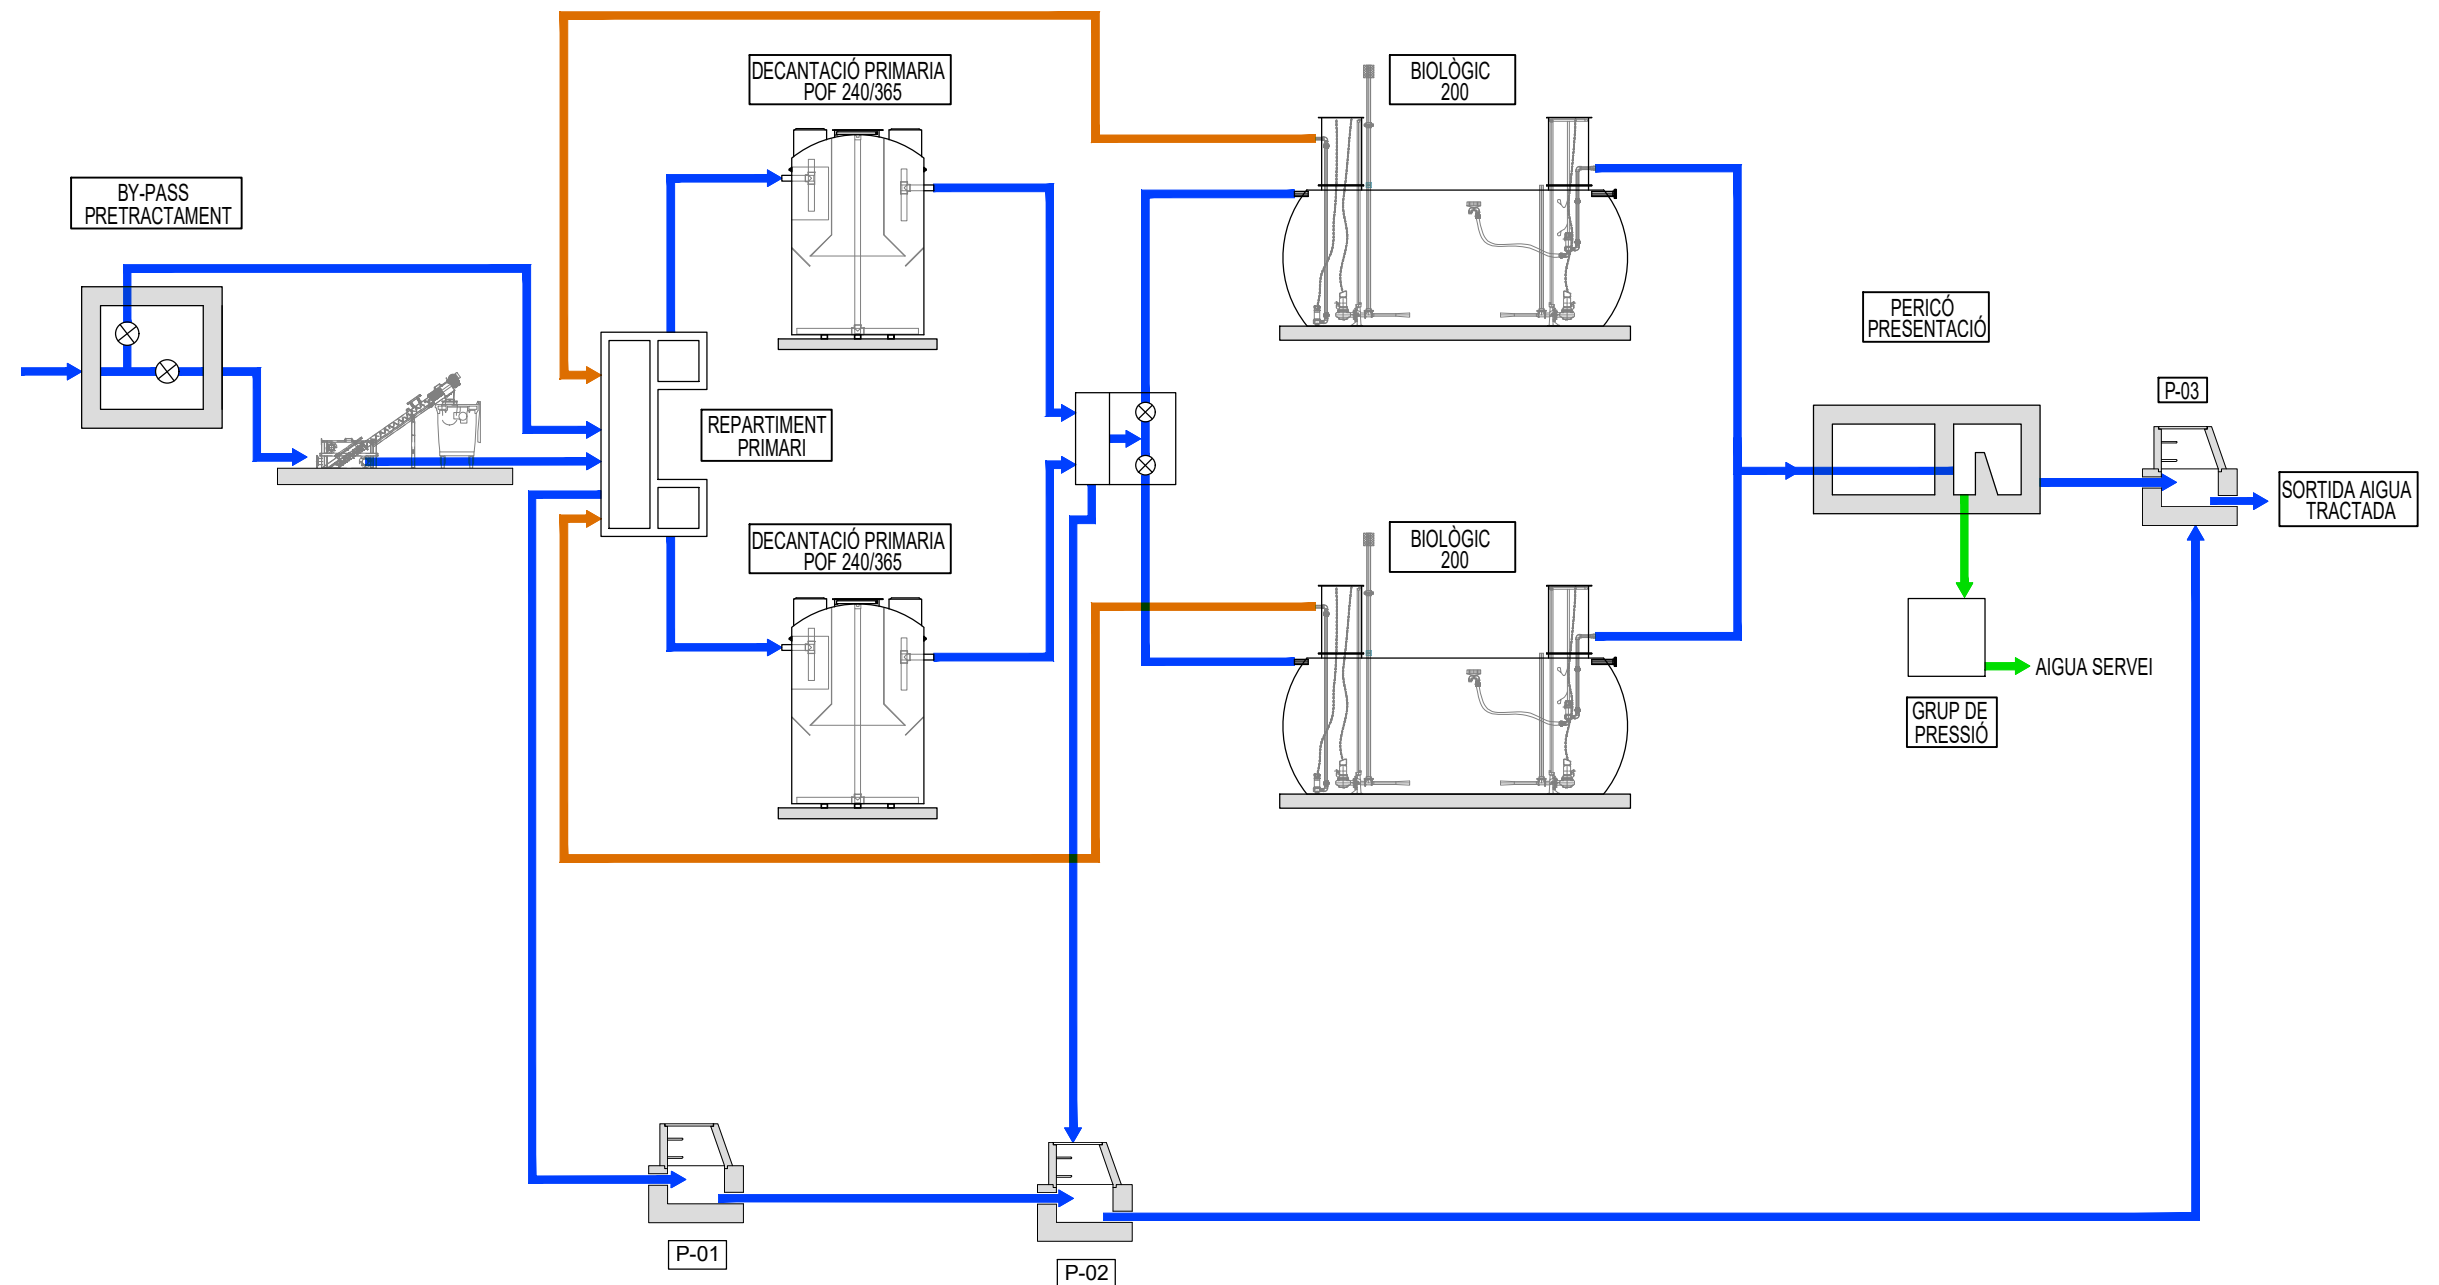 DECANTACIÓ PRIMARIA
POF 240/365
BIOLÒGIC
200
BY-PASS
PRETRACTAMENT
PERICÓ
PRESENTACIÓ
P-03
REPARTIMENT
PRIMARI
SORTIDA AIGUA
TRACTADA
DECANTACIÓ PRIMARIA
POF 240/365
BIOLÒGIC
200
AIGUA SERVEI
GRUP DE
PRESSIÓ
P-01
P-02